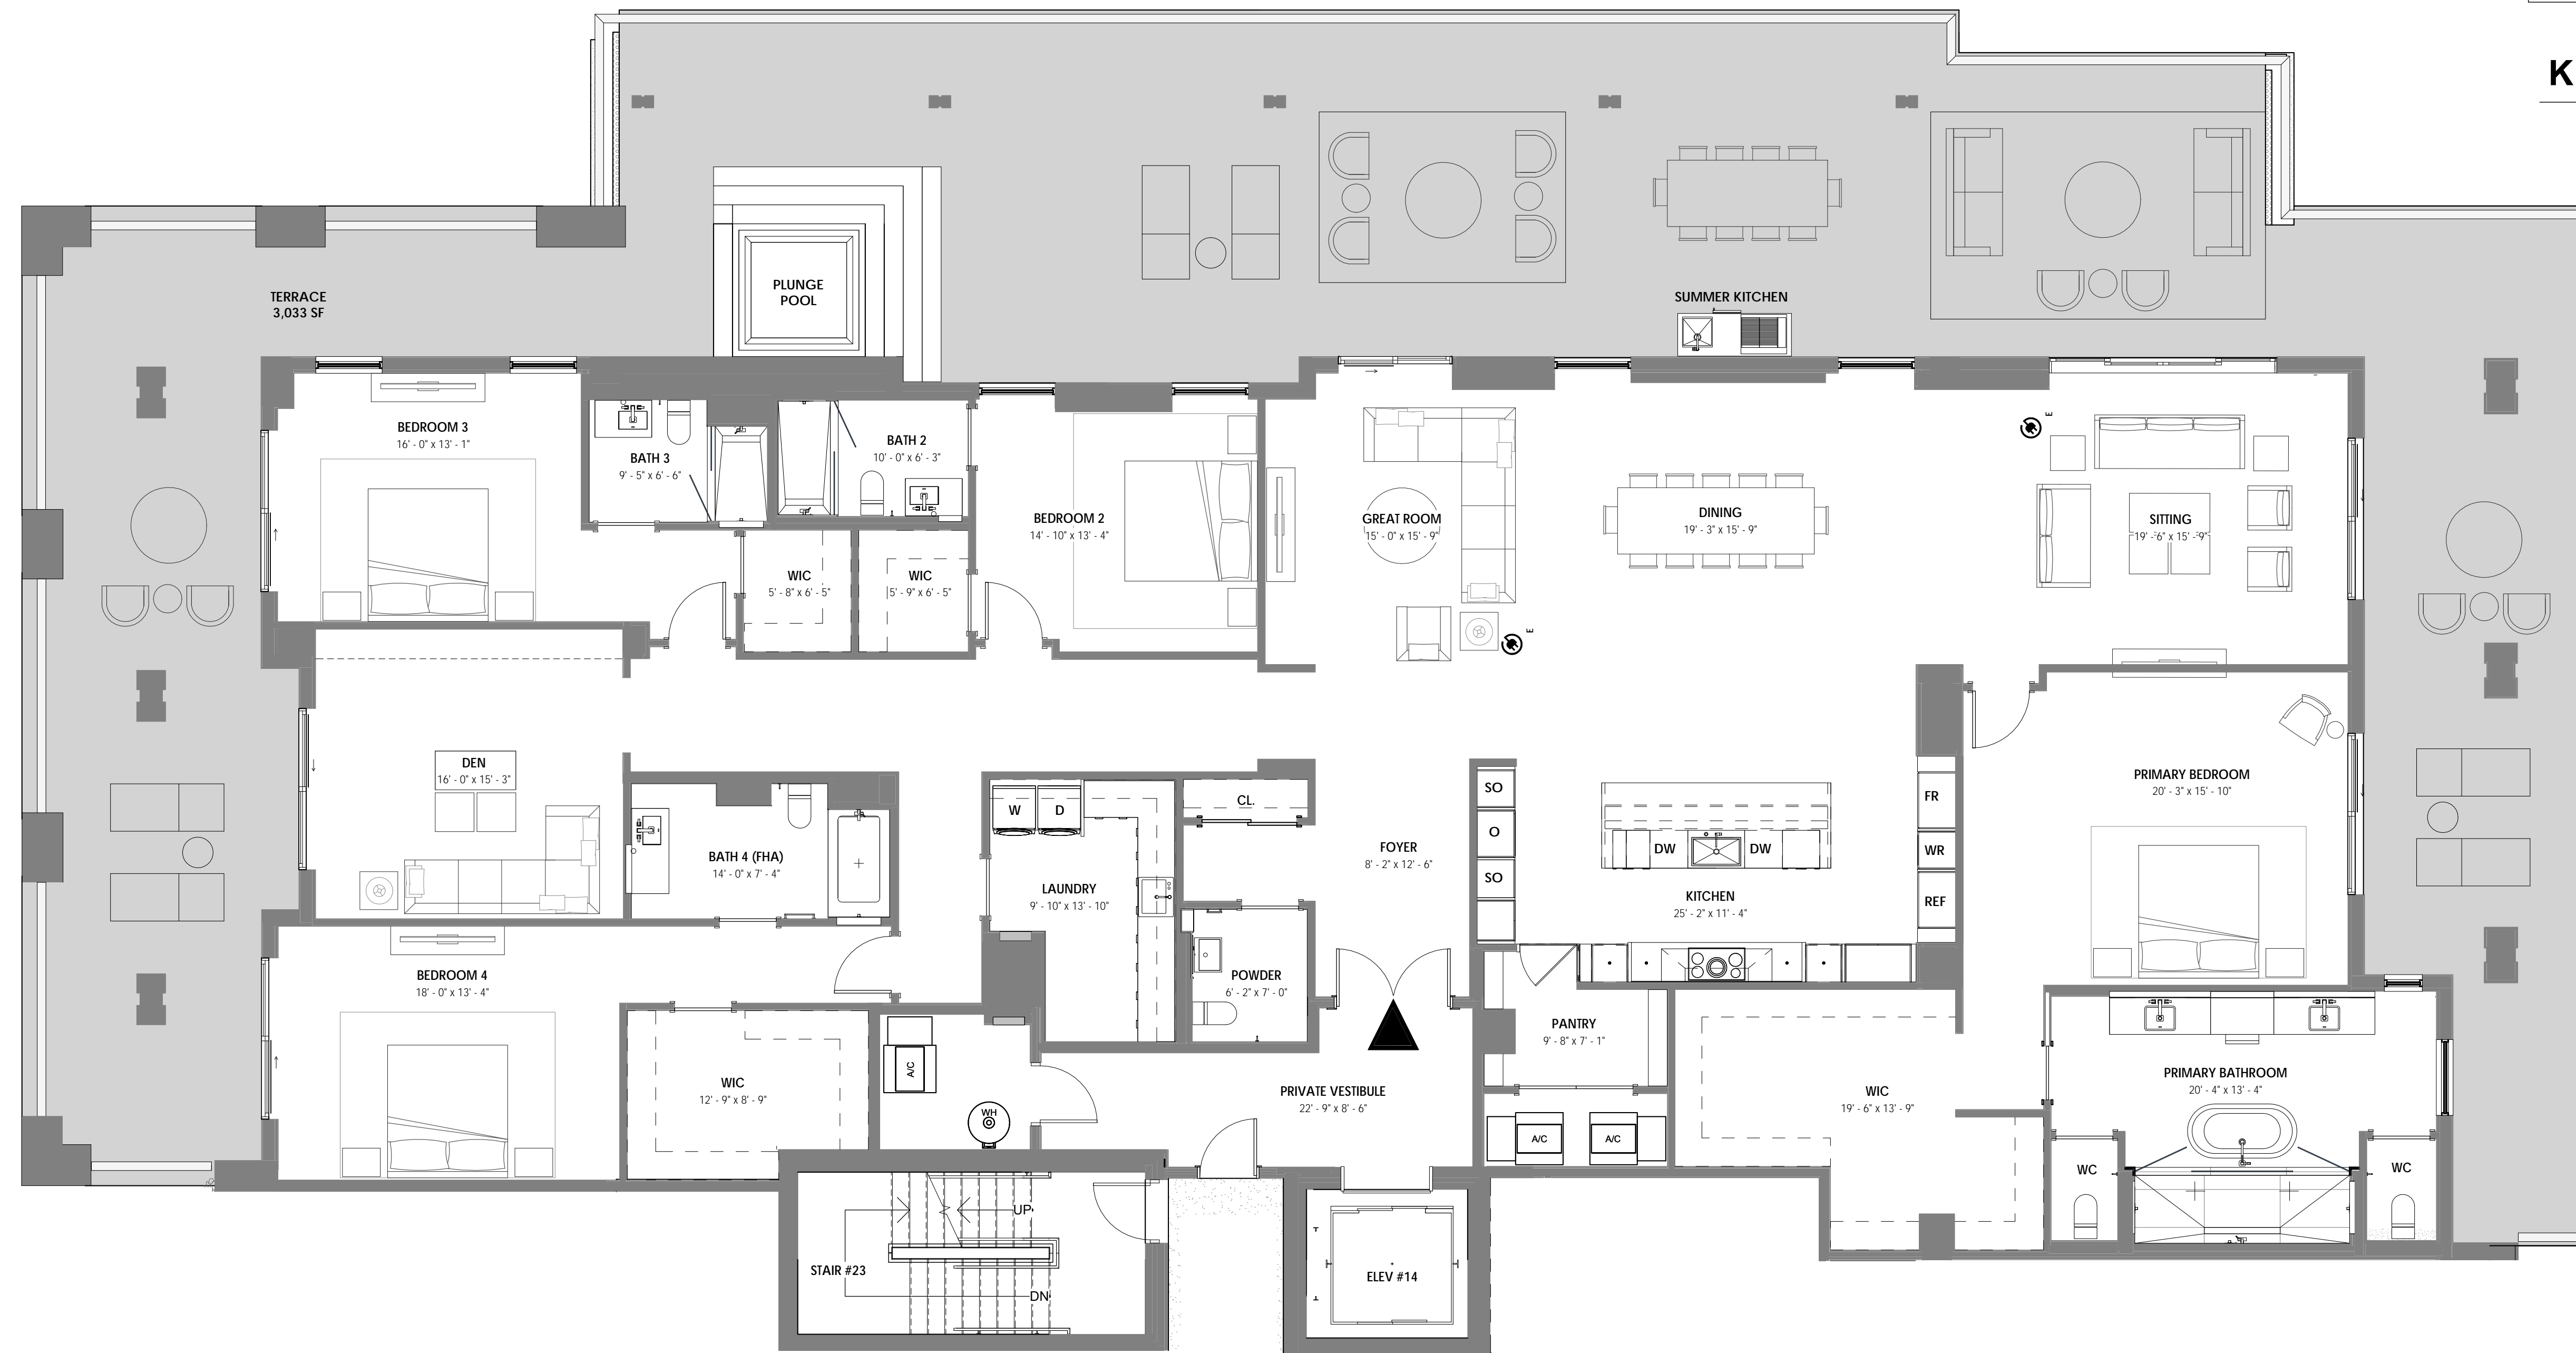 K
TERRACE
3,033 SF
PLUNGE
POOL
SUMMER KITCHEN
BEDROOM 3
16' - 0" x 13' - 1"
BATH 3
9' - 5" x 6' - 6"
BATH 2
10' - 0" x 6' - 3"
BEDROOM 2
14' - 10" x 13' - 4"
WIC
5' - 8" x 6' - 5"
WIC
5' - 9" x 6' - 5"
GREAT ROOM
15' - 0" x 15' - 9"
E
DINING
19' - 3" x 15' - 9"
E
SITTING
19' - 6" x 15' - 9"
DEN
16' - 0" x 15' - 3"
BATH 4 (FHA)
14' - 0" x 7' - 4"
W
D
LAUNDRY
9' - 10" x 13' - 10"
CL.
FOYER
8' - 2" x 12' - 6"
SO
O
SO
DW
DW
KITCHEN
25' - 2" x 11' - 4"
FR
WR
REF
PRIMARY BEDROOM
20' - 3" x 15' - 10"
BEDROOM 4
18' - 0" x 13' - 4"
WIC
12' - 9" x 8' - 9"
A/C
WH
POWDER
6' - 2" x 7' - 0"
PRIVATE VESTIBULE
22' - 9" x 8' - 6"
PANTRY
9' - 8" x 7' - 1"
A/C
A/C
WIC
19' - 6" x 13' - 9"
PRIMARY BATHROOM
20' - 4" x 13' - 4"
WC
WC
UP
STAIR #23
DN
ELEV #14